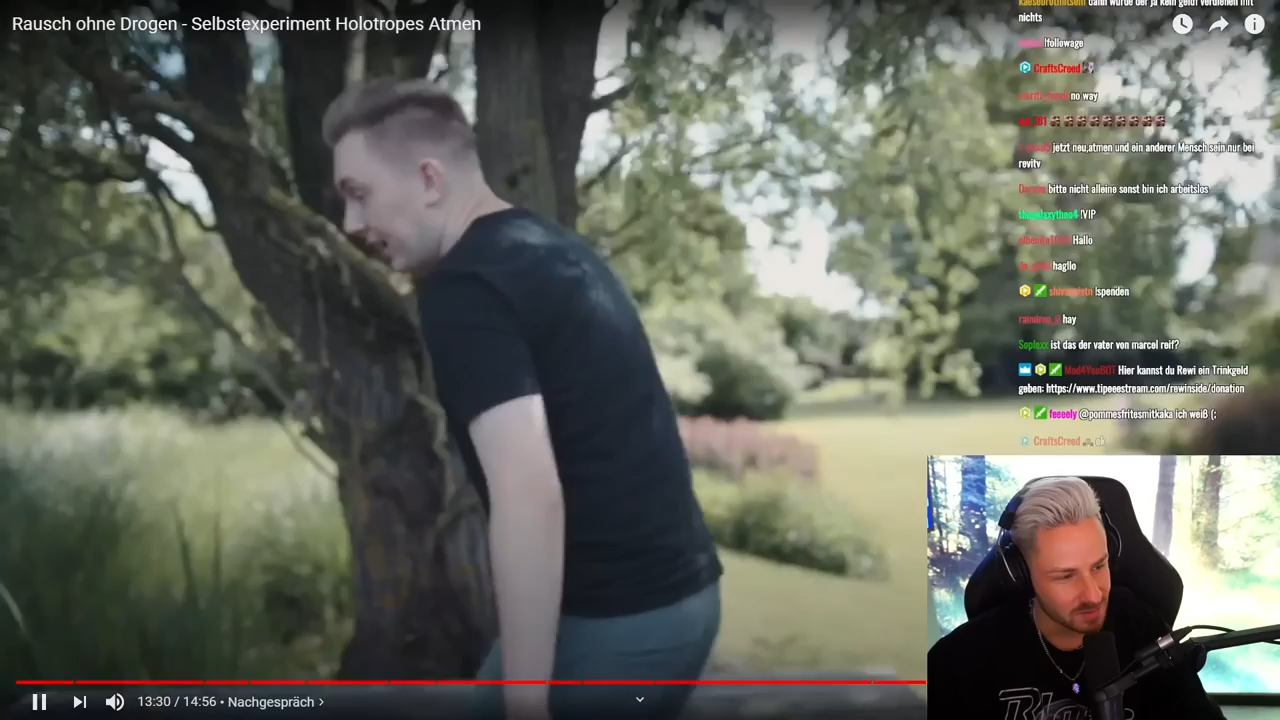 Rausch ohne Drogen - Selbstexperiment Holotropes Atmen
dann würde der ja kein geldf verdienen mit
nichts
!followage
CraftsCreed
no way
jetzt neu,atmen und ein anderer Mensch sein nur bei
revitv
bitte nicht alleine sonst bin ich arbeitslos
!VIP
Hallo
hagllo
!spenden
hay
ist das der vater von marcel reif?
Mod4YouBOT Hier kannst du Rewi ein Trinkgeld
geben: https://www.tipeeestream.com/rewinside/donation
feeeely @pommesfritesmitkaka ich weiß (;
CraftsCreed ok
13:30 / 14:56 • Nachgespräch